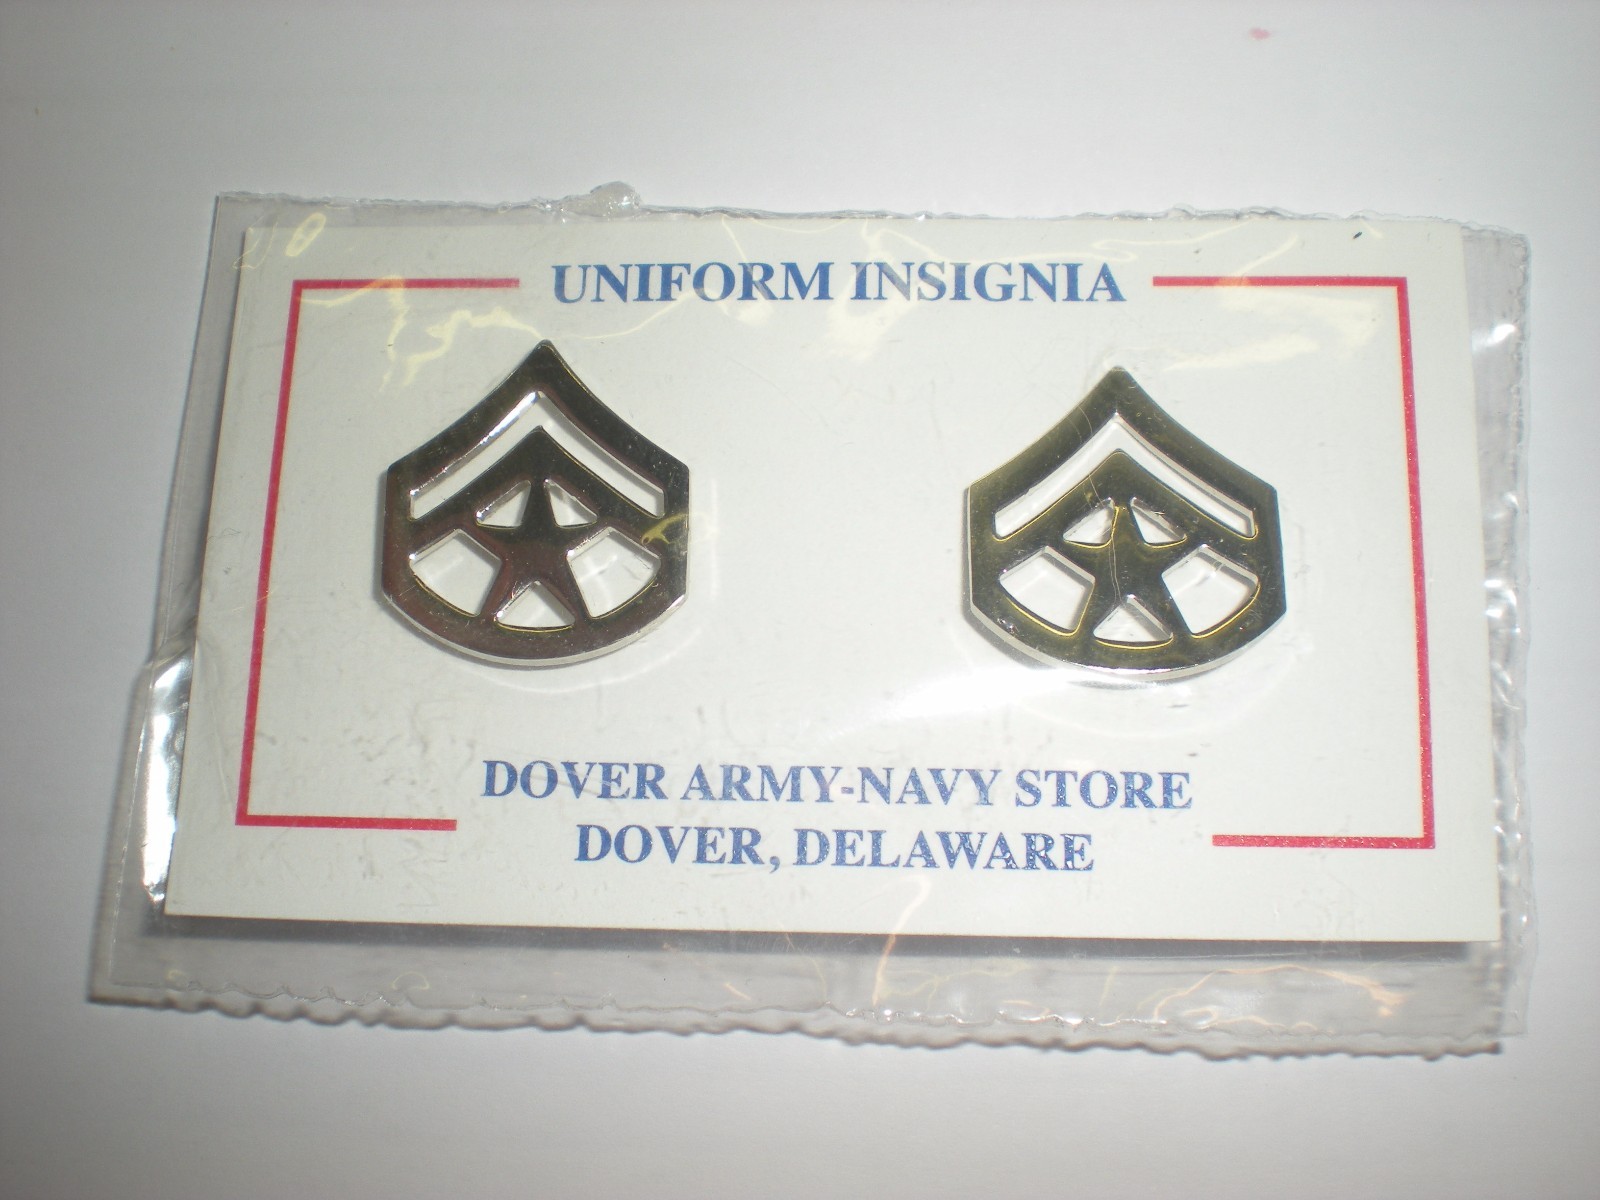 UNIFORM INSIGNIA
DOVER ARMY-NAVY STORE
DOVER, DELAWARE